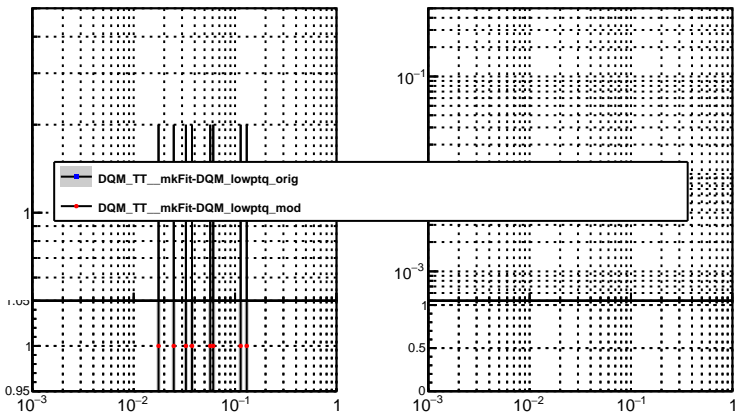 10⁻¹
DQM_TT__mkFit-DQM_lowptq_orig
DQM_TT__mkFit-DQM_lowptq_mod
1
10⁻³
1.05
1
1
0.5
0.95
0
10⁻³ 10⁻² 10⁻¹ 1
10⁻³ 10⁻² 10⁻¹ 1